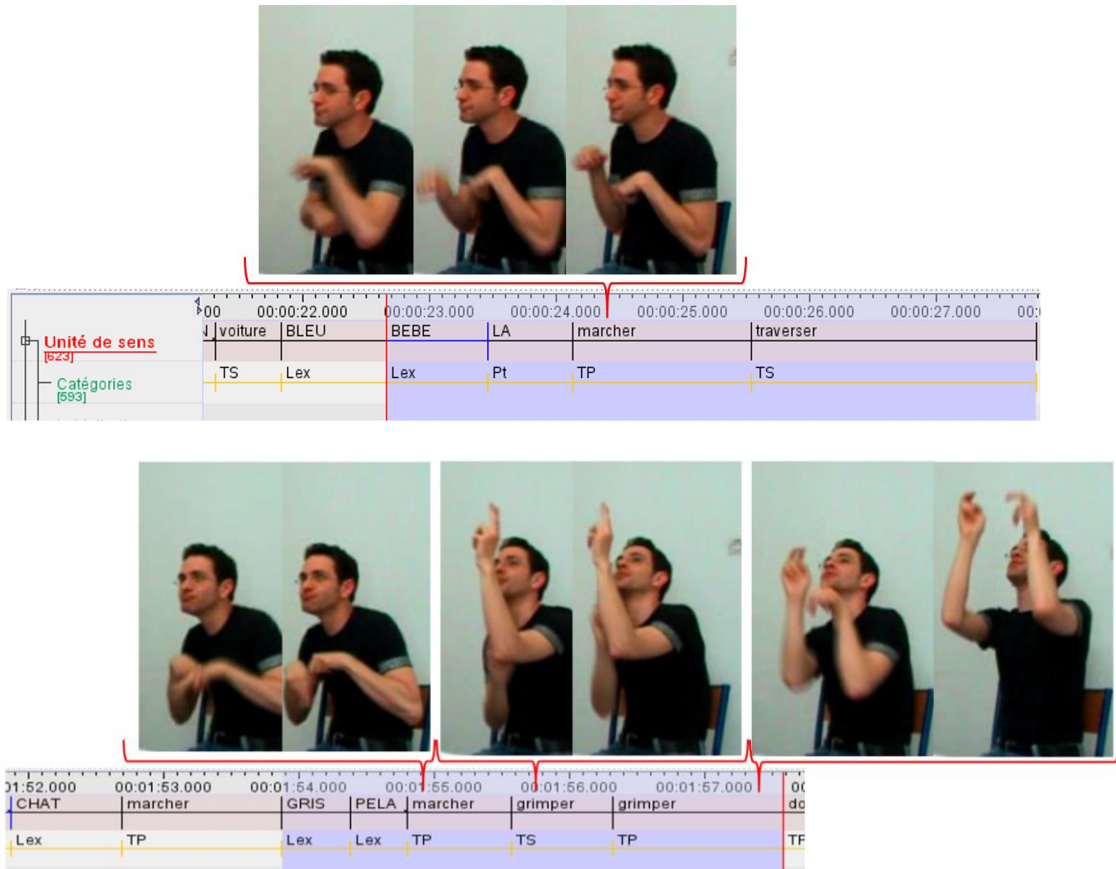 00 00:00:22.000 00:00:23.000 00:00:24.000 00:00:25.000 00:00:26.000 00:00:27.000 00:
Unité de sens
[623]
voiture BLEU BEBE LA marcher traverser
Catégories
[593]
TS Lex Lex Pt TP TS
01:52.000 00:01:53.000 00:01:54.000 00:01:55.000 00:01:56.000 00:01:57.000 00
CHAT marcher GRIS PELA marcher grimper grimper do
Lex TP Lex Lex TP TS TP TP